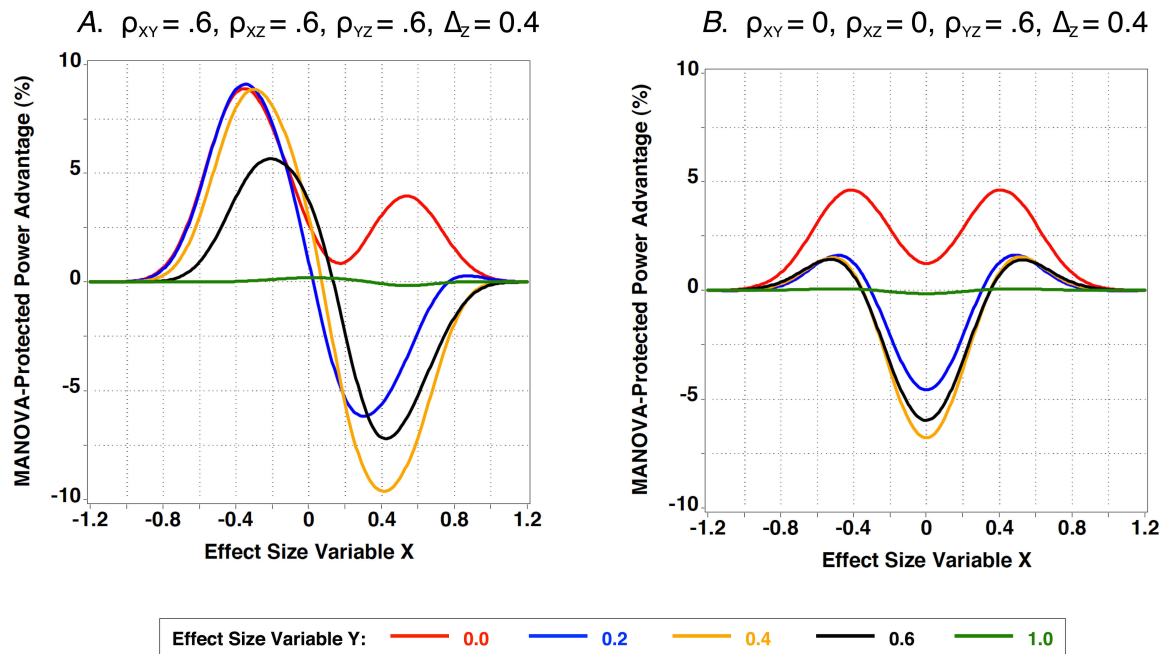 A. ρXY = .6, ρXZ = .6, ρYZ = .6, ΔZ = 0.4
MANOVA-Protected Power Advantage (%)
10
5
0
-5
-10
-1.2 -0.8 -0.4 0 0.4 0.8 1.2
Effect Size Variable X
B. ρXY = 0, ρXZ = 0, ρYZ = .6, ΔZ = 0.4
MANOVA-Protected Power Advantage (%)
10
5
0
-5
-10
-1.2 -0.8 -0.4 0 0.4 0.8 1.2
Effect Size Variable X
Effect Size Variable Y: 0.0 0.2 0.4 0.6 1.0